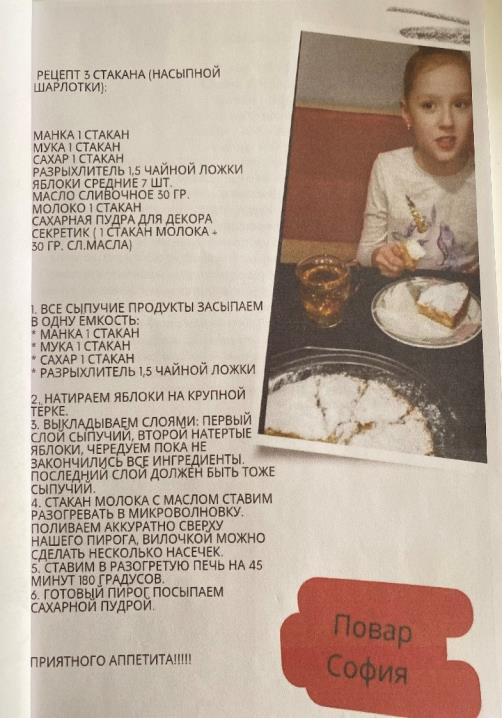 РЕЦЕПТ 3 СТАКАНА (НАСЫПНОЙ
ШАРЛОТКИ):
МАНКА 1 СТАКАН
МУКА 1 СТАКАН
САХАР 1 СТАКАН
РАЗРЫХЛИТЕЛЬ 1,5 ЧАЙНОЙ ЛОЖКИ
ЯБЛОКИ СРЕДНИЕ 7 ШТ.
МАСЛО СЛИВОЧНОЕ 30 ГР.
МОЛОКО 1 СТАКАН
САХАРНАЯ ПУДРА ДЛЯ ДЕКОРА
СЕКРЕТИК ( 1 СТАКАН МОЛОКА +
30 ГР. СЛ.МАСЛА)
1. ВСЕ СЫПУЧИЕ ПРОДУКТЫ ЗАСЫПАЕМ
В ОДНУ ЕМКОСТЬ:
* МАНКА 1 СТАКАН
* МУКА 1 СТАКАН
* САХАР 1 СТАКАН
* РАЗРЫХЛИТЕЛЬ 1,5 ЧАЙНОЙ ЛОЖКИ
2. НАТИРАЕМ ЯБЛОКИ НА КРУПНОЙ
ТЕРКЕ.
3. ВЫКЛАДЫВАЕМ СЛОЯМИ: ПЕРВЫЙ
СЛОЙ СЫПУЧИЙ, ВТОРОЙ НАТЕРТЫЕ
ЯБЛОКИ, ЧЕРЕДУЕМ ПОКА НЕ
ЗАКОНЧИЛИСЬ ВСЕ ИНГРЕДИЕНТЫ.
ПОСЛЕДНИЙ СЛОЙ ДОЛЖЕН БЫТЬ ТОЖЕ
СЫПУЧИЙ.
4. СТАКАН МОЛОКА С МАСЛОМ СТАВИМ
РАЗОГРЕВАТЬ В МИКРОВОЛНОВКУ.
ПОЛИВАЕМ АККУРАТНО СВЕРХУ
НАШЕГО ПИРОГА, ВИЛОЧКОЙ МОЖНО
СДЕЛАТЬ НЕСКОЛЬКО НАСЕЧЕК.
5. СТАВИМ В РАЗОГРЕТУЮ ПЕЧЬ НА 45
МИНУТ 180 ГРАДУСОВ.
6. ГОТОВЫЙ ПИРОГ ПОСЫПАЕМ
САХАРНОЙ ПУДРОЙ.
ПРИЯТНОГО АППЕТИТА!!!!!
Повар
София